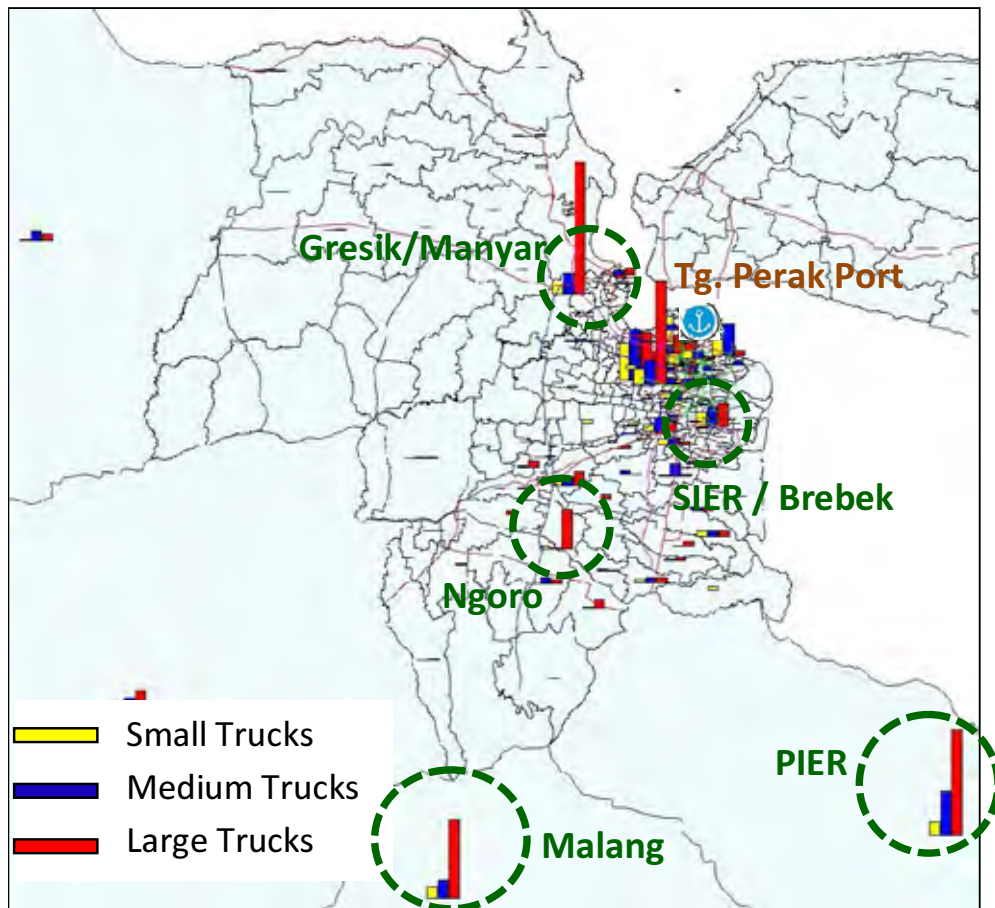 Gresik/Manyar
Tg. Perak Port
SIER / Brebek
Ngoro
PIER
Malang
Small Trucks
Medium Trucks
Large Trucks